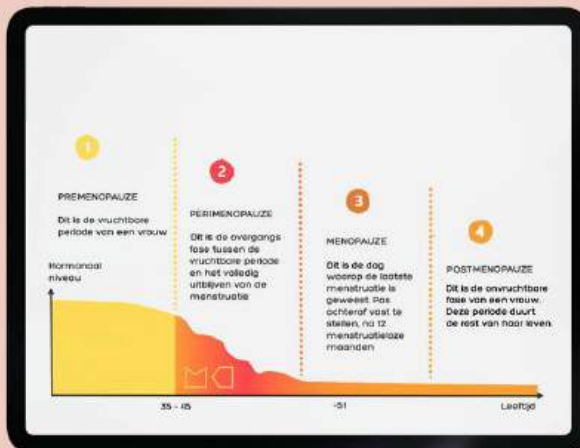 1
PREMENOPAUZE
Dit is de vruchtbare
periode van een vrouw
2
PERIMENOPAUZE
Dit is de overgangs
fase tussen de
vruchtbare periode
en het volledig
uitblijven van de
menstruatie
3
MENOPAUZE
Dit is de dag
waarop de laatste
menstruatie is
geweest. Pas
achteraf vast te
stellen, na 12
menstruatieloze
maanden
4
POSTMENOPAUZE
Dit is de onvruchtbare
fase van een vrouw.
Deze periode duurt
de rest van haar leven.
Hormonaal
niveau
35 - 45
~51
Leeftijd